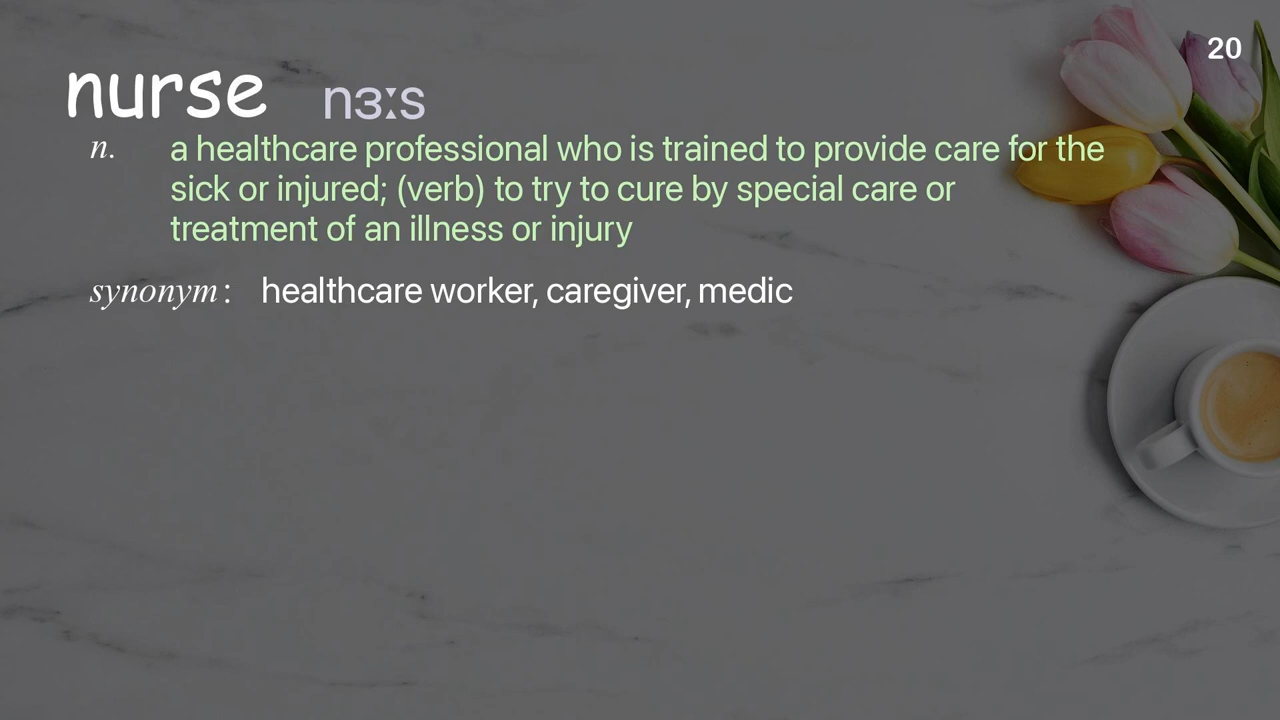 20
nurse nɜːs
n. a healthcare professional who is trained to provide care for the
sick or injured; (verb) to try to cure by special care or
treatment of an illness or injury
synonym: healthcare worker, caregiver, medic